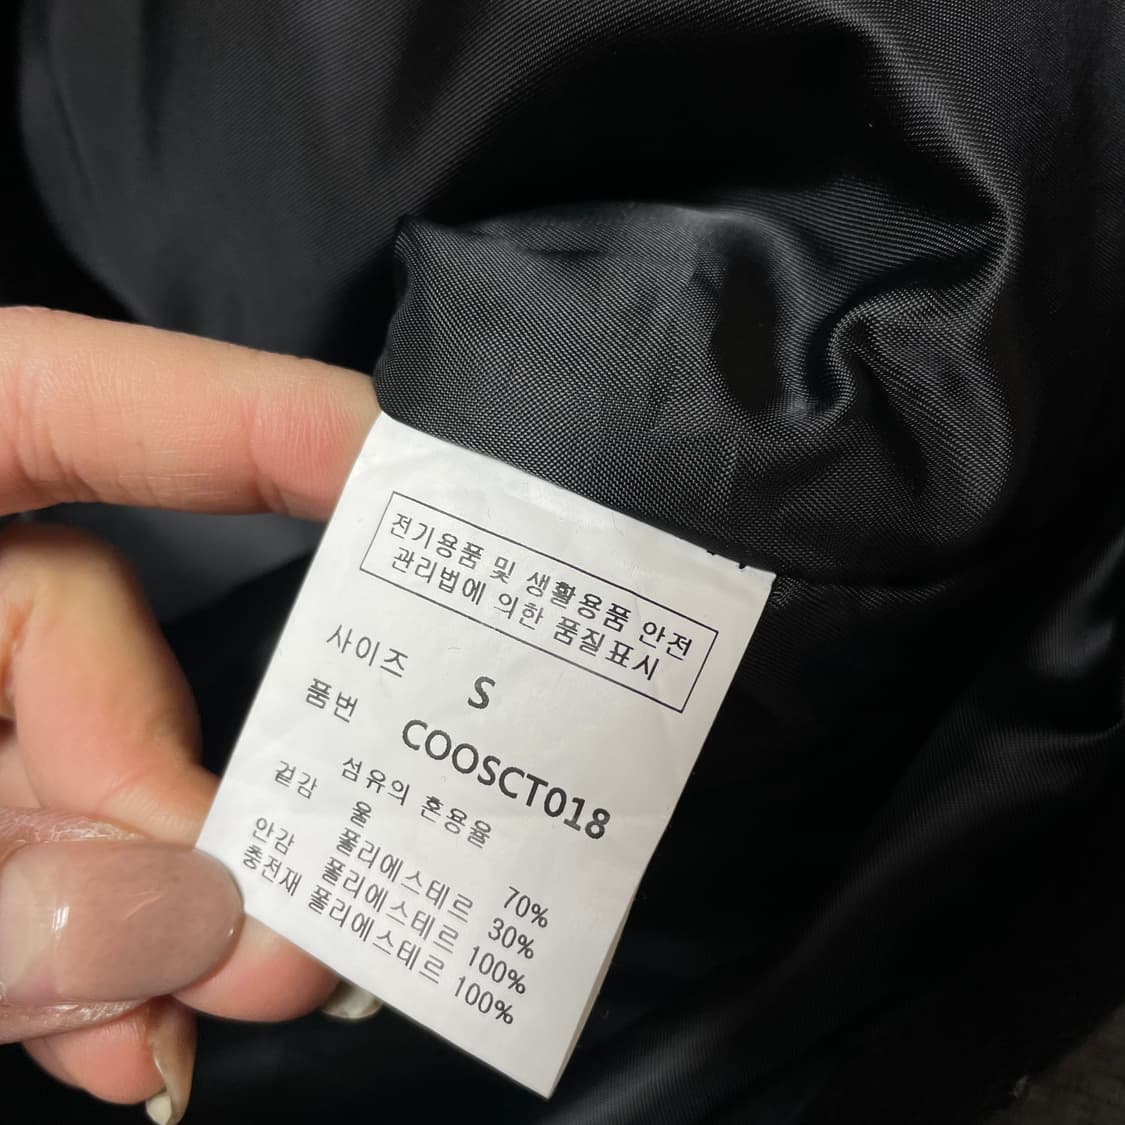 전기용품 및 생활용품 안전
관리법에 의한 품질표시
사이즈 S
품번 COOSCT018
섬유의 혼용율
겉감 울 70%
폴리에스테르 30%
안감 폴리에스테르 100%
충전재 폴리에스테르 100%